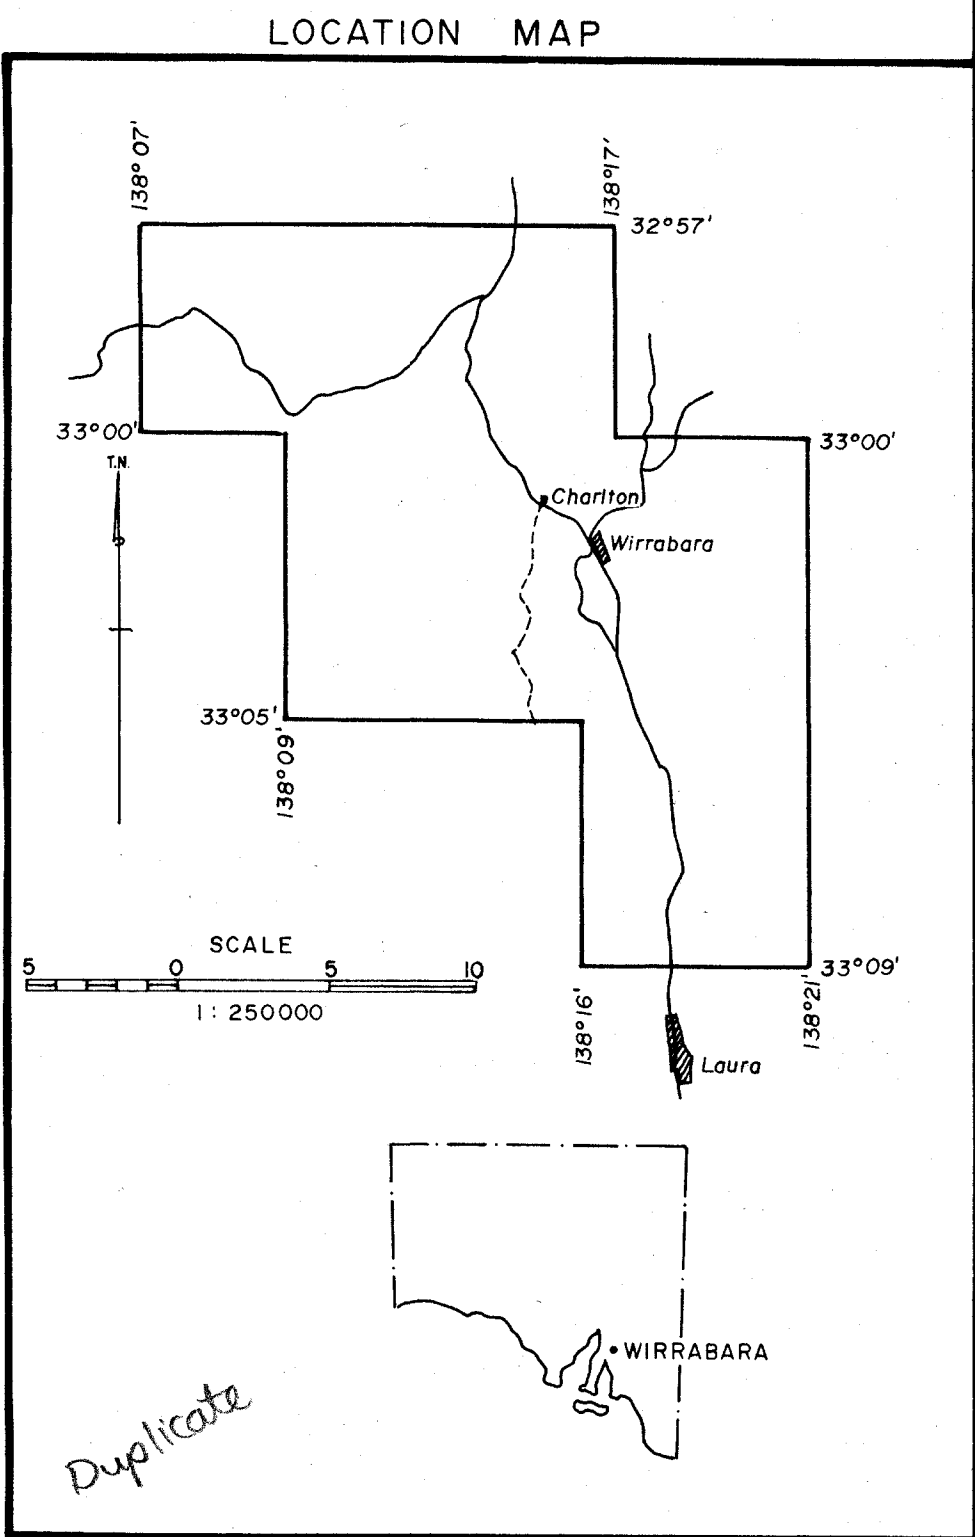 LOCATION MAP
138° 07'
138° 17'
32°57'
33°00'
33°00'
T.N.
Charlton
Wirrabara
33°05'
138° 09'
SCALE
5 0 5 10
1: 250000
33°09'
138° 16'
138° 21'
Laura
WIRRABARA
Duplicate